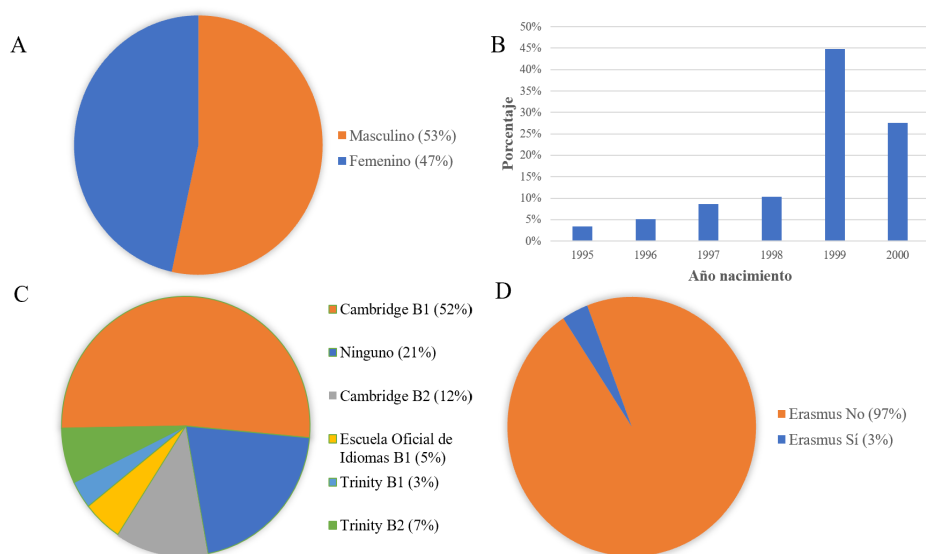 A
Masculino (53%)
Femenino (47%)
B
Porcentaje
50%
45%
40%
35%
30%
25%
20%
15%
10%
5%
0%
1995 1996 1997 1998 1999 2000
Año nacimiento
C
Cambridge B1 (52%)
Ninguno (21%)
Cambridge B2 (12%)
Escuela Oficial de
Idiomas B1 (5%)
Trinity B1 (3%)
Trinity B2 (7%)
D
Erasmus No (97%)
Erasmus Sí (3%)